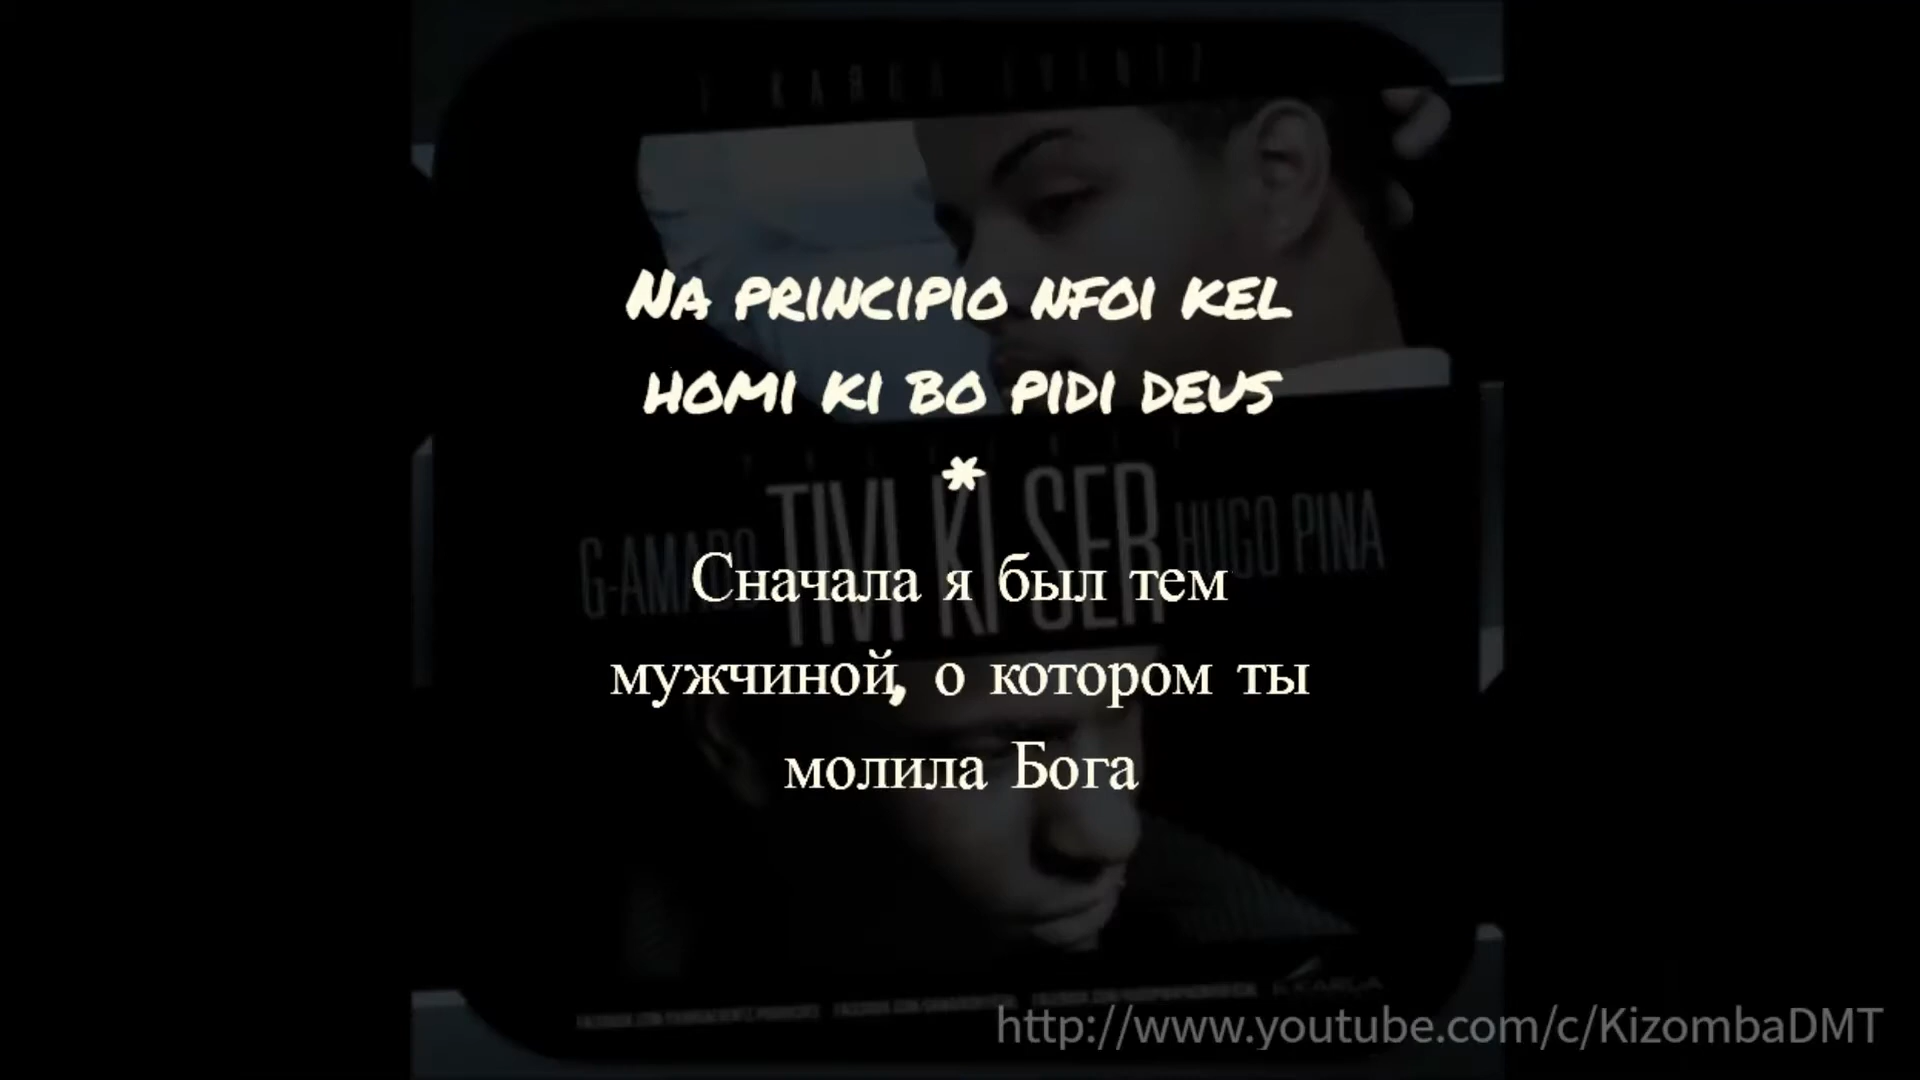 Na principio nfoi kel
homi ki bo pidi deus
*
G-AMADO TIVI KI SER HUGO PINA
Сначала я был тем
мужчиной, о котором ты
молила Бога
http://www.youtube.com/c/KizombaDMT